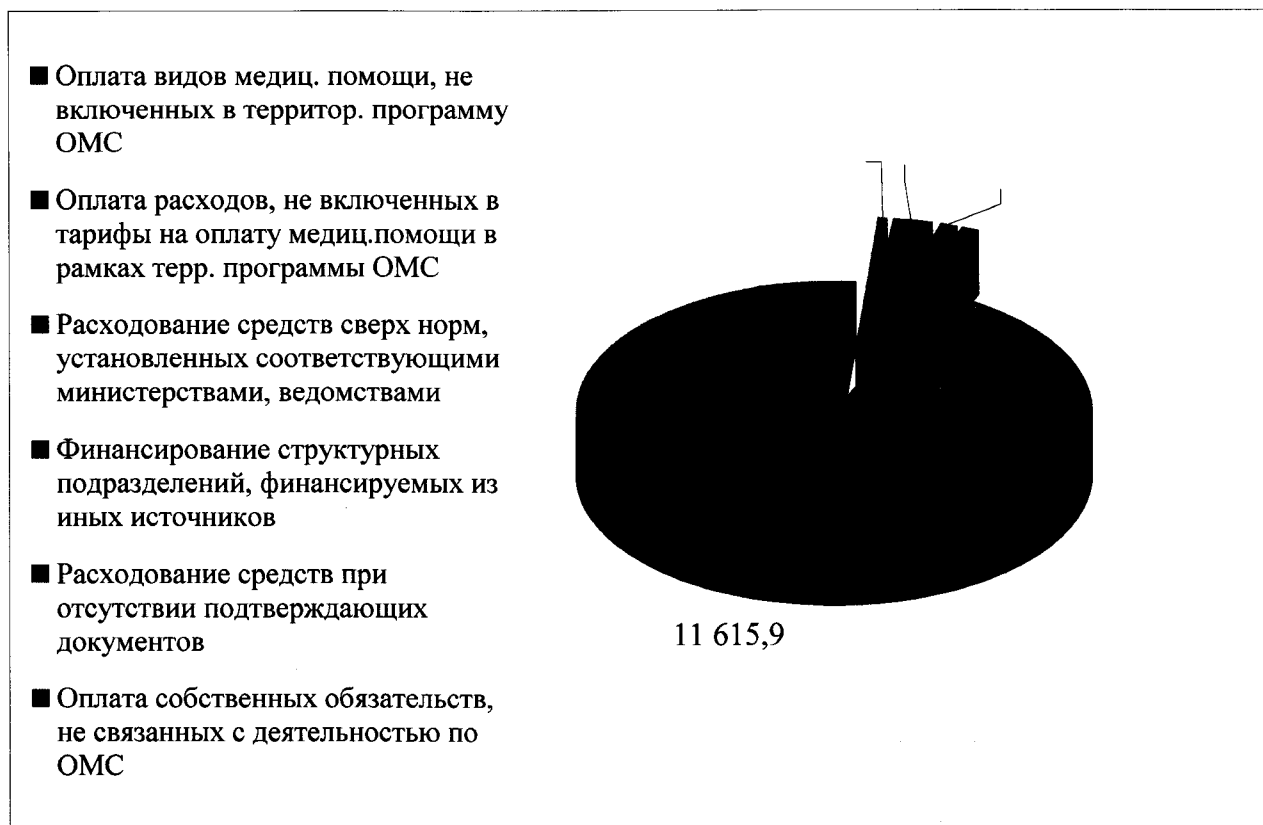 Оплата видов медиц. помощи, не
включенных в территор. программу
ОМС
Оплата расходов, не включенных в
тарифы на оплату медиц.помощи в
рамках терр. программы ОМС
Расходование средств сверх норм,
установленных соответствующими
министерствами, ведомствами
Финансирование структурных
подразделений, финансируемых из
иных источников
Расходование средств при
отсутствии подтверждающих
документов
Оплата собственных обязательств,
не связанных с деятельностью по
ОМС
11 615,9